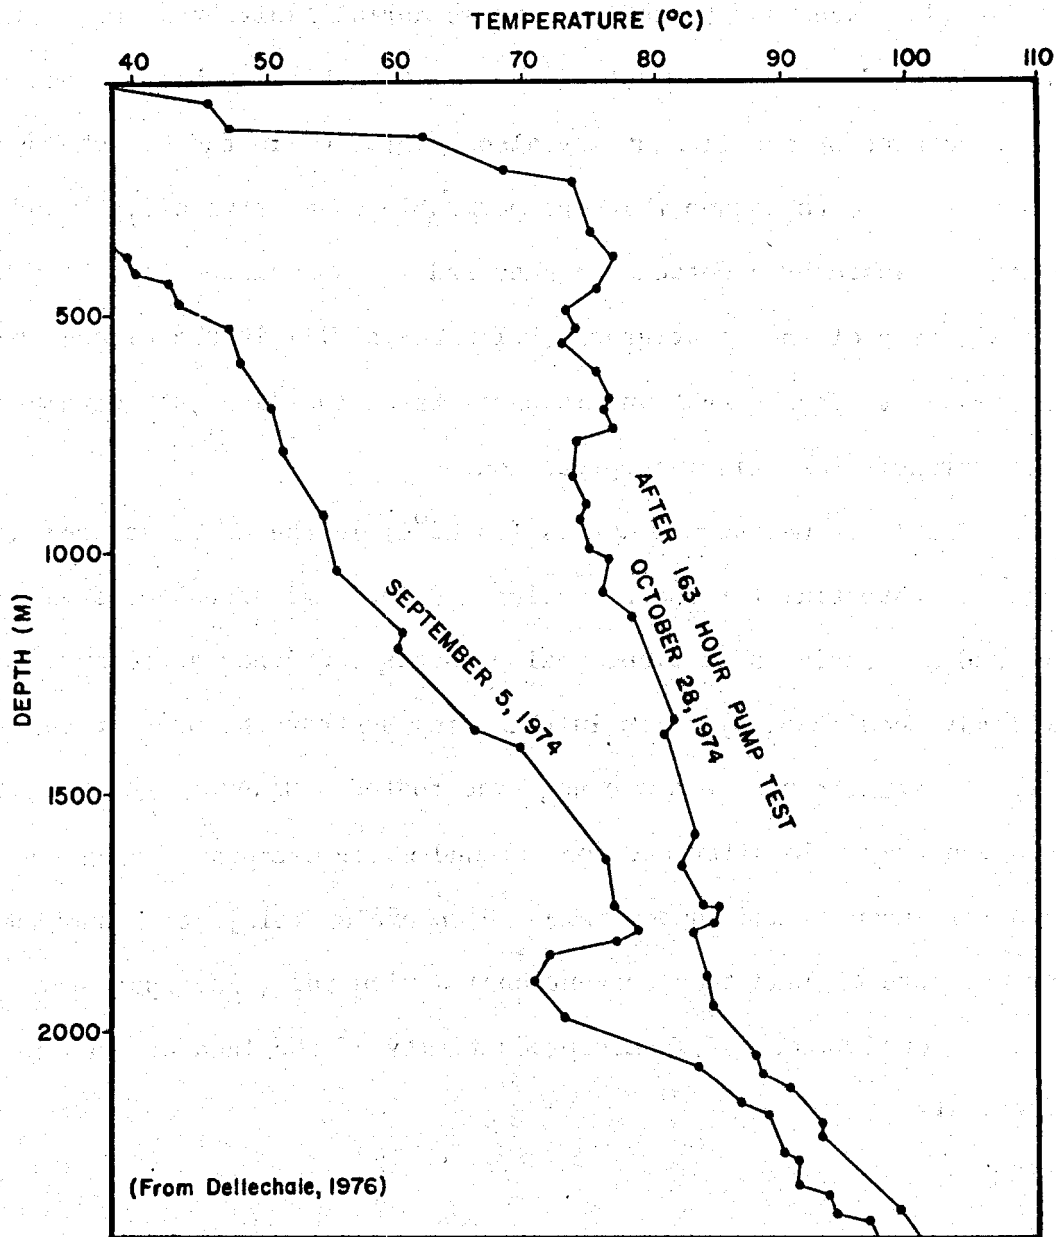 TEMPERATURE (°C)
40 50 60 70 80 90 100 110
500
1000
1500
2000
DEPTH (M)
SEPTEMBER 5, 1974
AFTER 163 HOUR PUMP TEST
OCTOBER 28, 1974
(From Dellechaie, 1976)